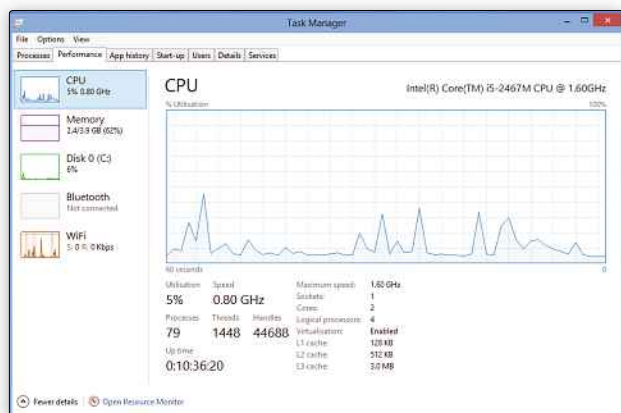 Task Manager
File Options View
Processes Performance App history Start-up Users Details Services
CPU
5% 0.80 GHz
Memory
2.4/3.9 GB (62%)
Disk 0 (C:)
6%
Bluetooth
Not connected
WiFi
S: 0 R: 0 Kbps
CPU Intel(R) Core(TM) i5-2467M CPU @ 1.60GHz
% Utilisation 100%
60 seconds 0
Utilisation Speed
5% 0.80 GHz
Processes Threads Handles
79 1448 44688
Up time
0:10:36:20
Maximum speed: 1.60 GHz
Sockets: 1
Cores: 2
Logical processors: 4
Virtualisation: Enabled
L1 cache: 128 KB
L2 cache: 512 KB
L3 cache: 3.0 MB
Fewer details Open Resource Monitor